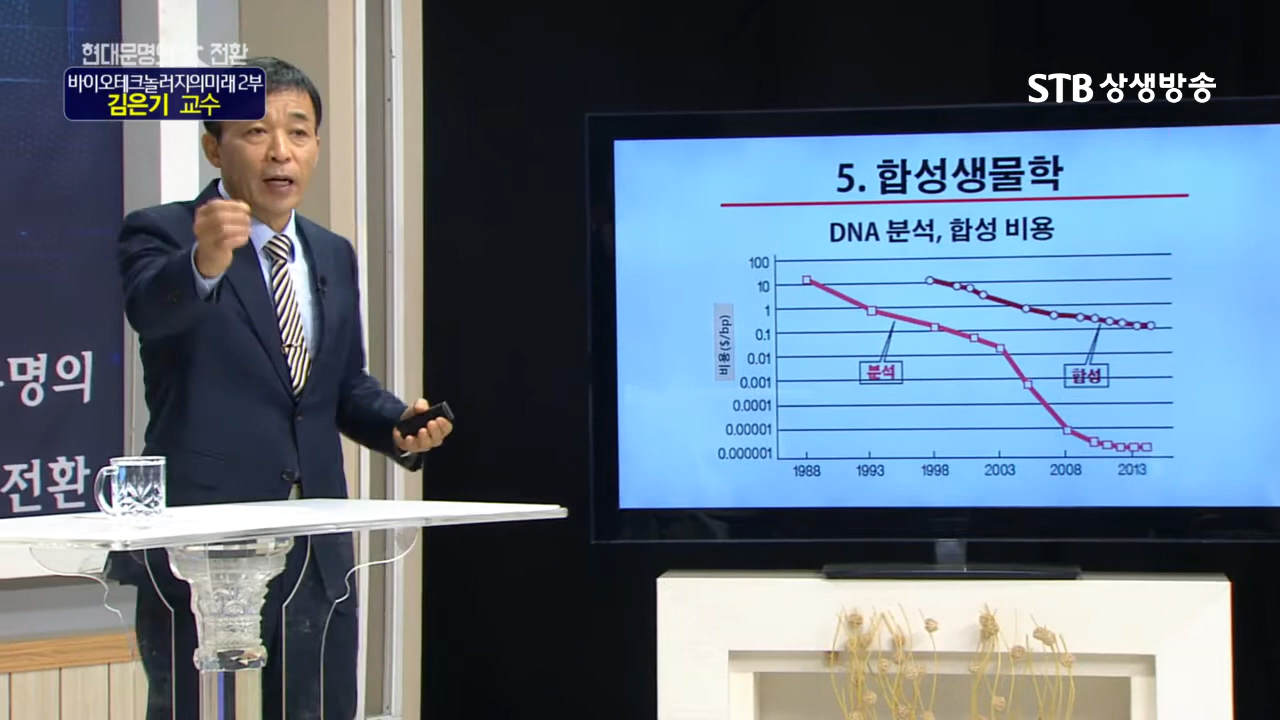 현대문명의 大 전환
바이오테크놀러지의미래 2부
김은기 교수
STB 상생방송
명의
전환
5. 합성생물학
DNA 분석, 합성 비용
비용($/bp)
100
10
1
0.1
0.01
0.001
0.0001
0.00001
0.000001
분석
합성
1988
1993
1998
2003
2008
2013